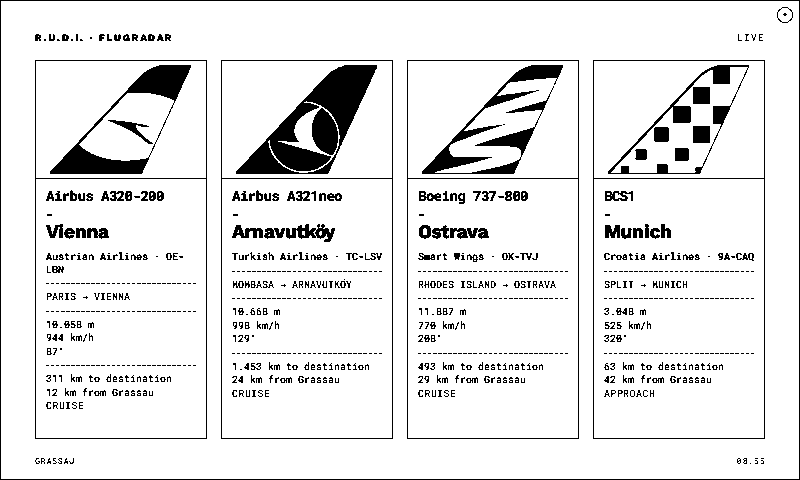 R.U.D.I. · FLUGRADAR
LIVE
Airbus A320-200
-
Vienna
Austrian Airlines · OE-
LBN
PARIS → VIENNA
10.058 m
944 km/h
87°
311 km to destination
12 km from Grassau
CRUISE
Airbus A321neo
-
Arnavutköy
Turkish Airlines · TC-LSV
MOMBASA → ARNAVUTKÖY
10.668 m
998 km/h
129°
1.453 km to destination
24 km from Grassau
CRUISE
Boeing 737-800
-
Ostrava
Smart Wings · OK-TVJ
RHODES ISLAND → OSTRAVA
11.887 m
770 km/h
208°
493 km to destination
29 km from Grassau
CRUISE
BCS1
-
Munich
Croatia Airlines · 9A-CAQ
SPLIT → MUNICH
3.048 m
525 km/h
320°
63 km to destination
42 km from Grassau
APPROACH
GRASSAU
08.55